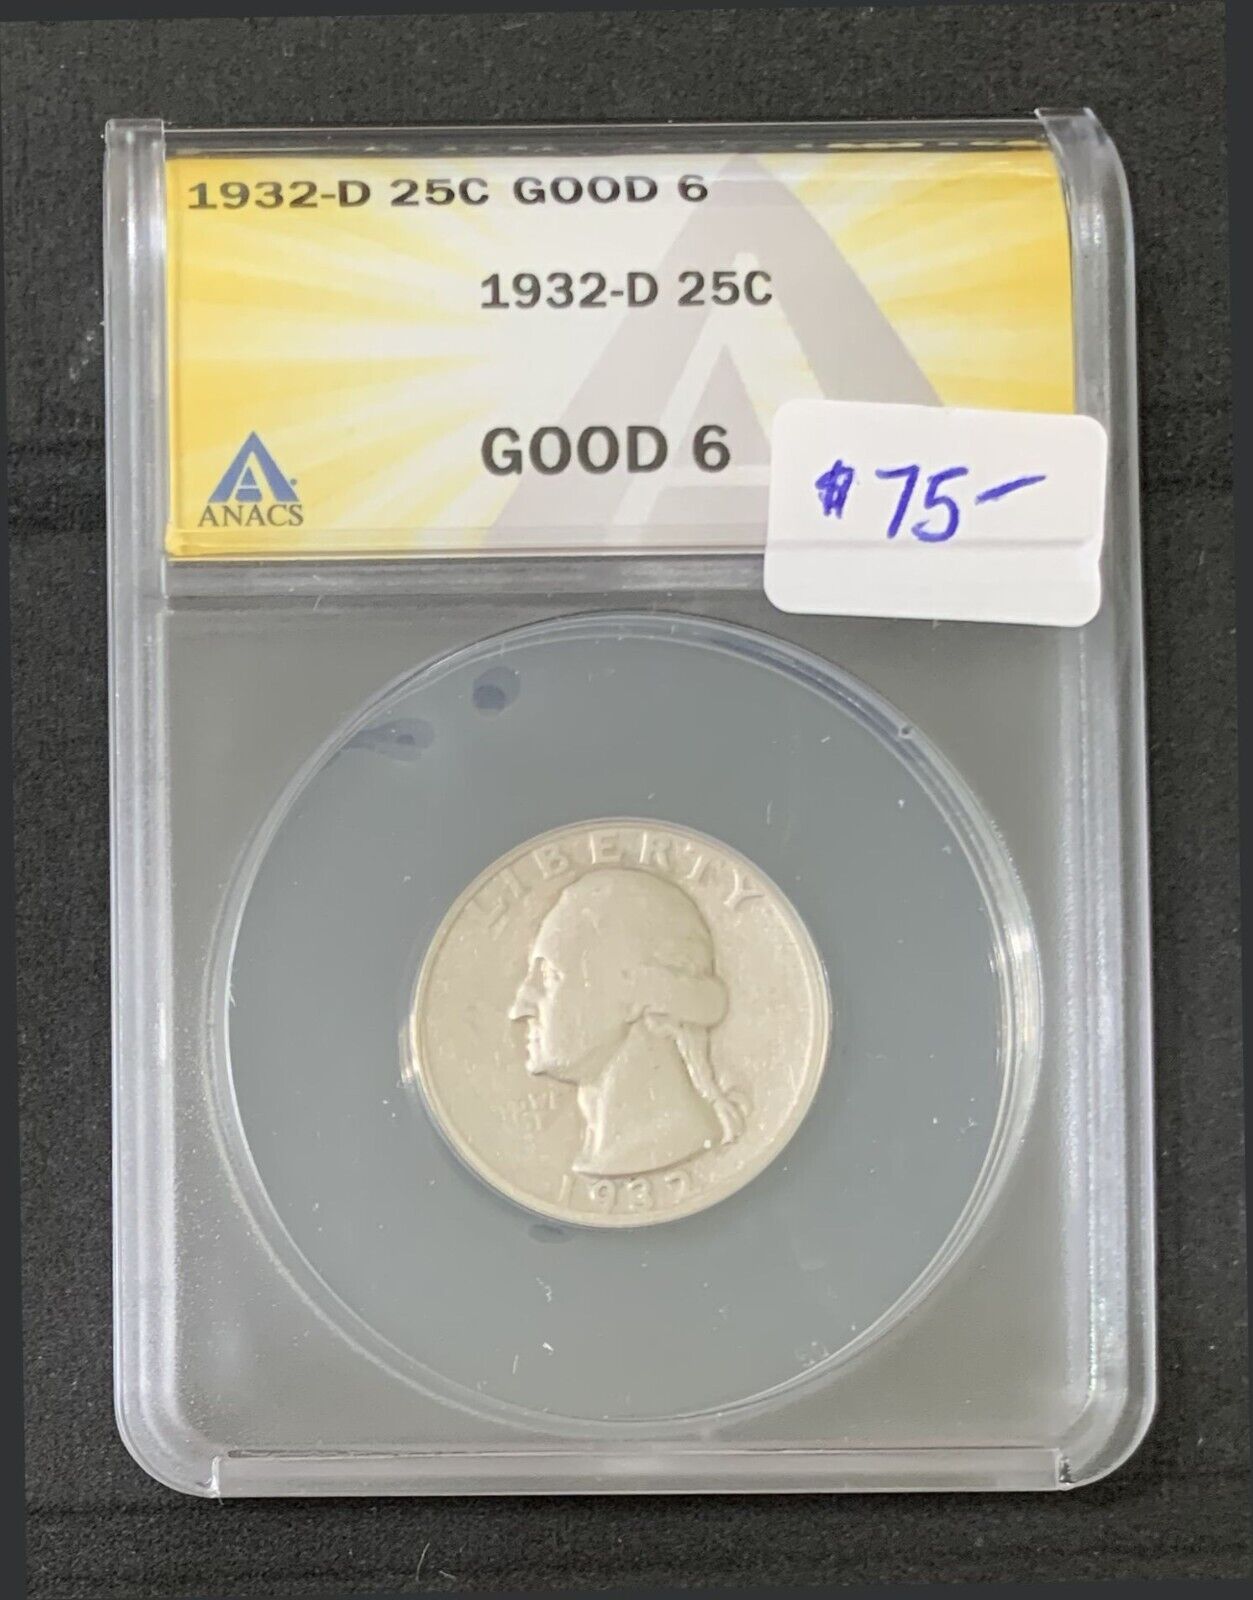 1932-D 25C GOOD 6
1932-D 25C
GOOD 6
ANACS
$75-
LIBERTY
1932